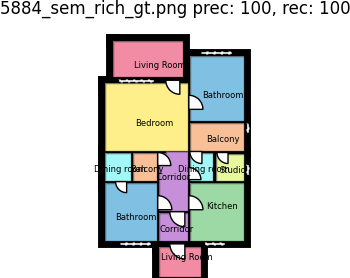 5884_sem_rich_gt.png prec: 100, rec: 100
Living Room
Bathroom
Bedroom
Balcony
Dining room
Corridor
Dining room
Studio
Bathroom
Kitchen
Corridor
Living Room